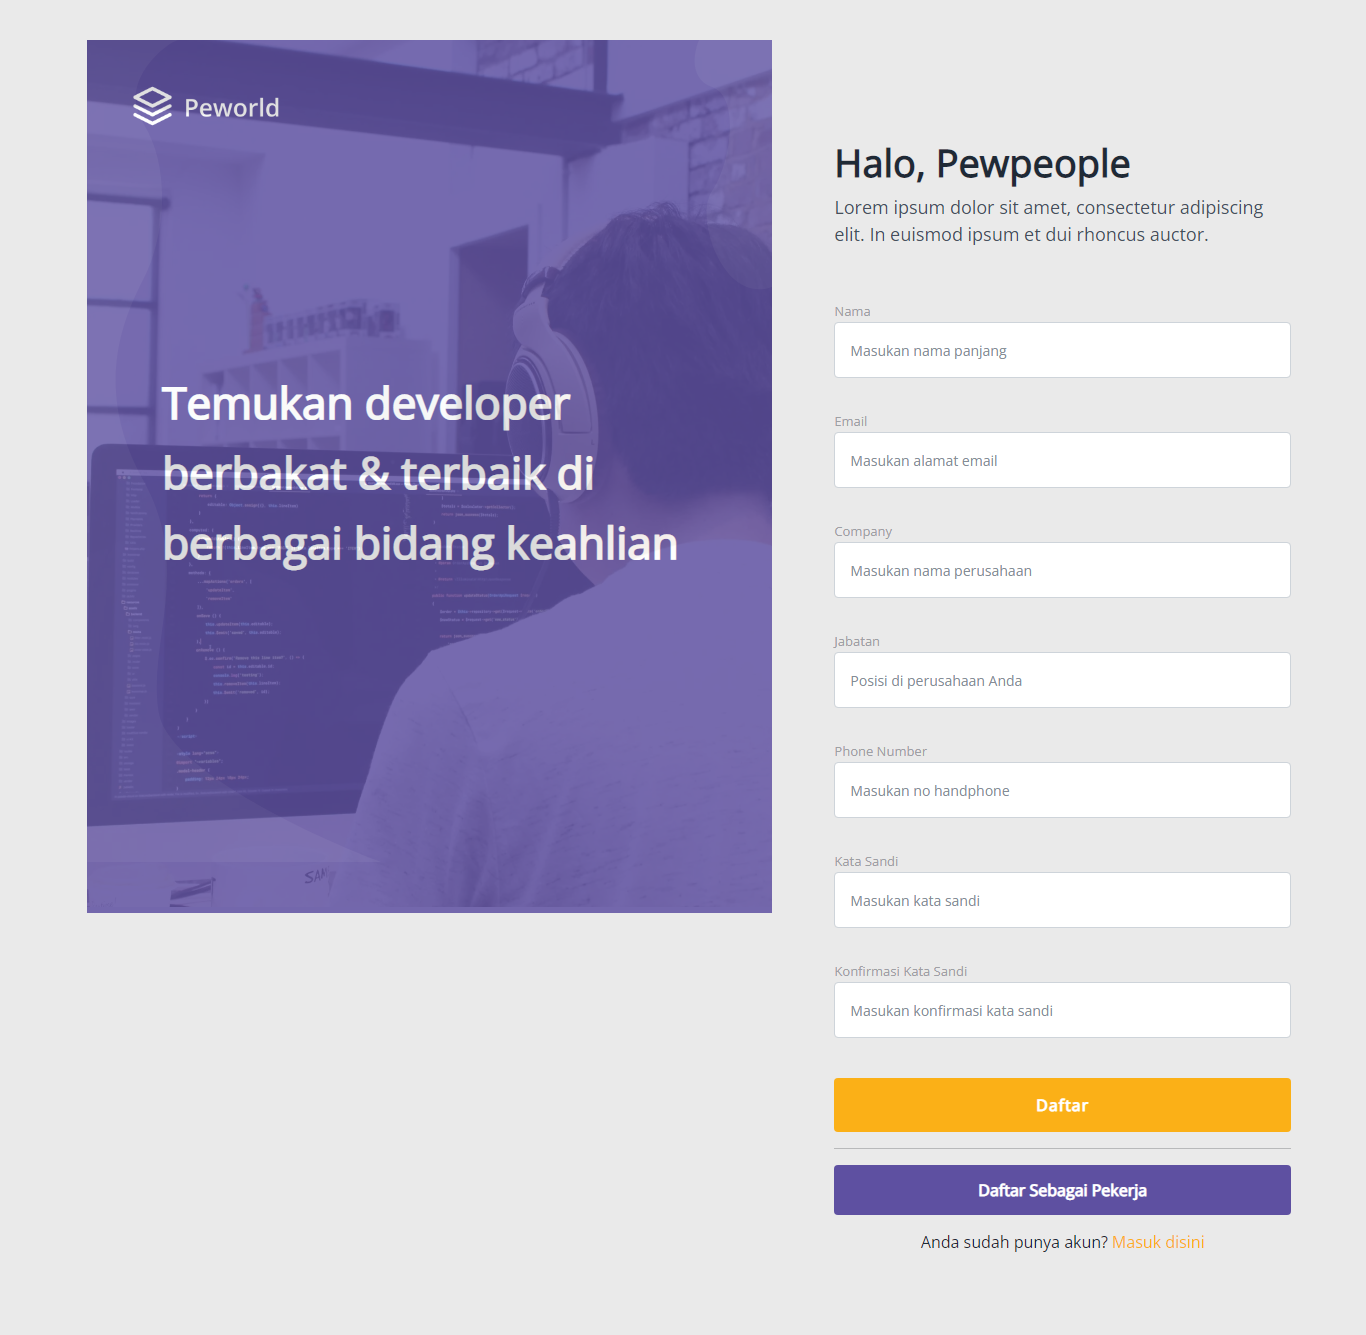 Peworld
Temukan developer
berbakat & terbaik di
berbagai bidang keahlian
Halo, Pewpeople
Lorem ipsum dolor sit amet, consectetur adipiscing
elit. In euismod ipsum et dui rhoncus auctor.
Nama
Masukan nama panjang
Email
Masukan alamat email
Company
Masukan nama perusahaan
Jabatan
Posisi di perusahaan Anda
Phone Number
Masukan no handphone
Kata Sandi
Masukan kata sandi
Konfirmasi Kata Sandi
Masukan konfirmasi kata sandi
Daftar
Daftar Sebagai Pekerja
Anda sudah punya akun? Masuk disini